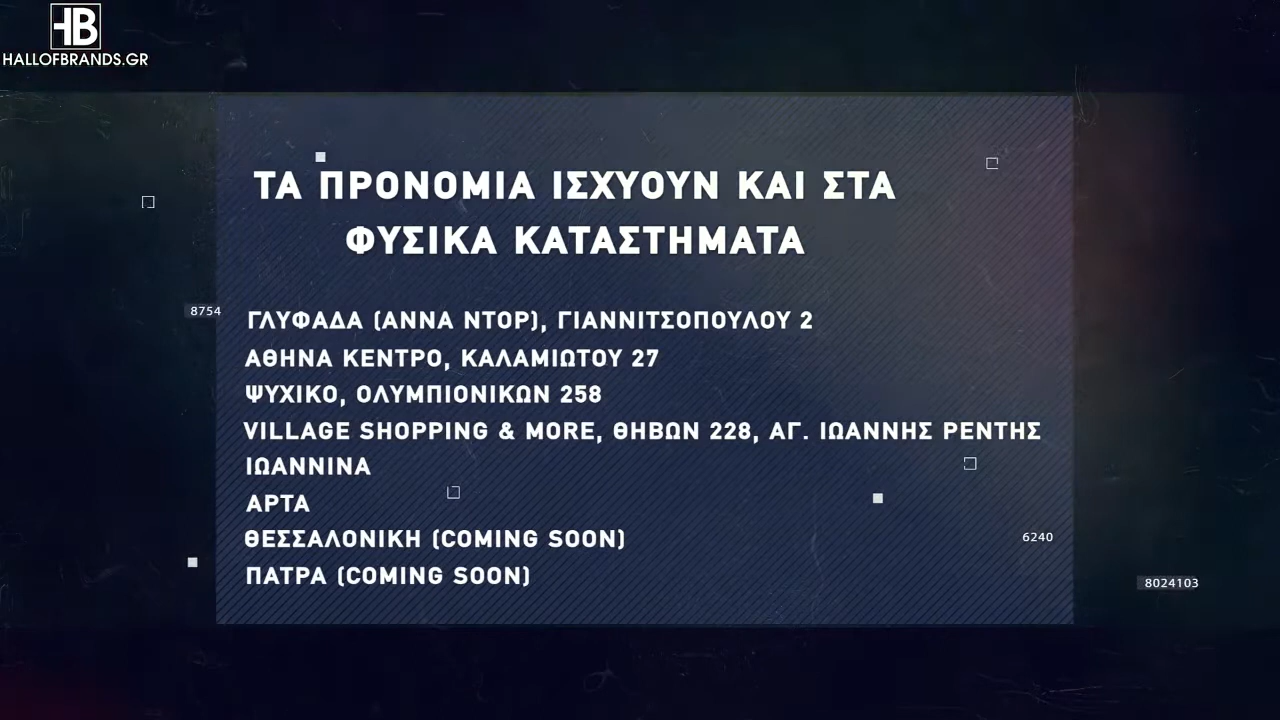 HB
HALLOFBRANDS.GR
ΤΑ ΠΡΟΝΟΜΙΑ ΙΣΧΥΟΥΝ ΚΑΙ ΣΤΑ
ΦΥΣΙΚΑ ΚΑΤΑΣΤΗΜΑΤΑ
8754
ΓΛΥΦΑΔΑ (ΑΝΝΑ ΝΤΟΡ), ΓΙΑΝΝΙΤΣΟΠΟΥΛΟΥ 2
ΑΘΗΝΑ ΚΕΝΤΡΟ, ΚΑΛΑΜΙΩΤΟΥ 27
ΨΥΧΙΚΟ, ΟΛΥΜΠΙΟΝΙΚΩΝ 258
VILLAGE SHOPPING & MORE, ΘΗΒΩΝ 228, ΑΓ. ΙΩΑΝΝΗΣ ΡΕΝΤΗΣ
ΙΩΑΝΝΙΝΑ
ΑΡΤΑ
ΘΕΣΣΑΛΟΝΙΚΗ (COMING SOON)
6240
ΠΑΤΡΑ (COMING SOON)
8024103